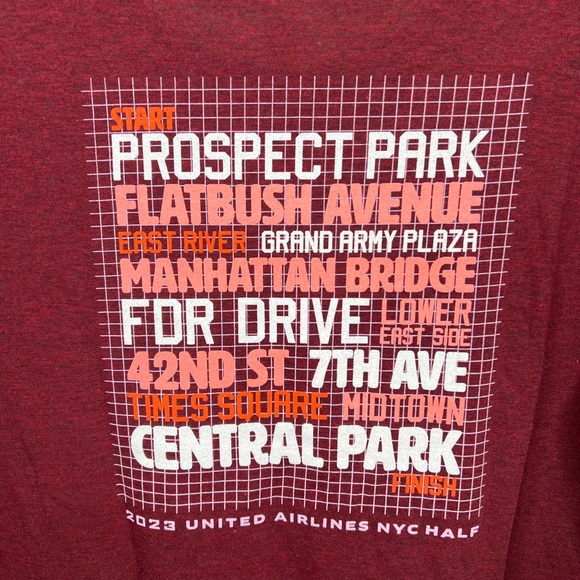 START
PROSPECT PARK
FLATBUSH AVENUE
EAST RIVER GRAND ARMY PLAZA
MANHATTAN BRIDGE
FDR DRIVE LOWER
EAST SIDE
42ND ST 7TH AVE
TIMES SQUARE MIDTOWN
CENTRAL PARK
FINISH
2023 UNITED AIRLINES NYC HALF